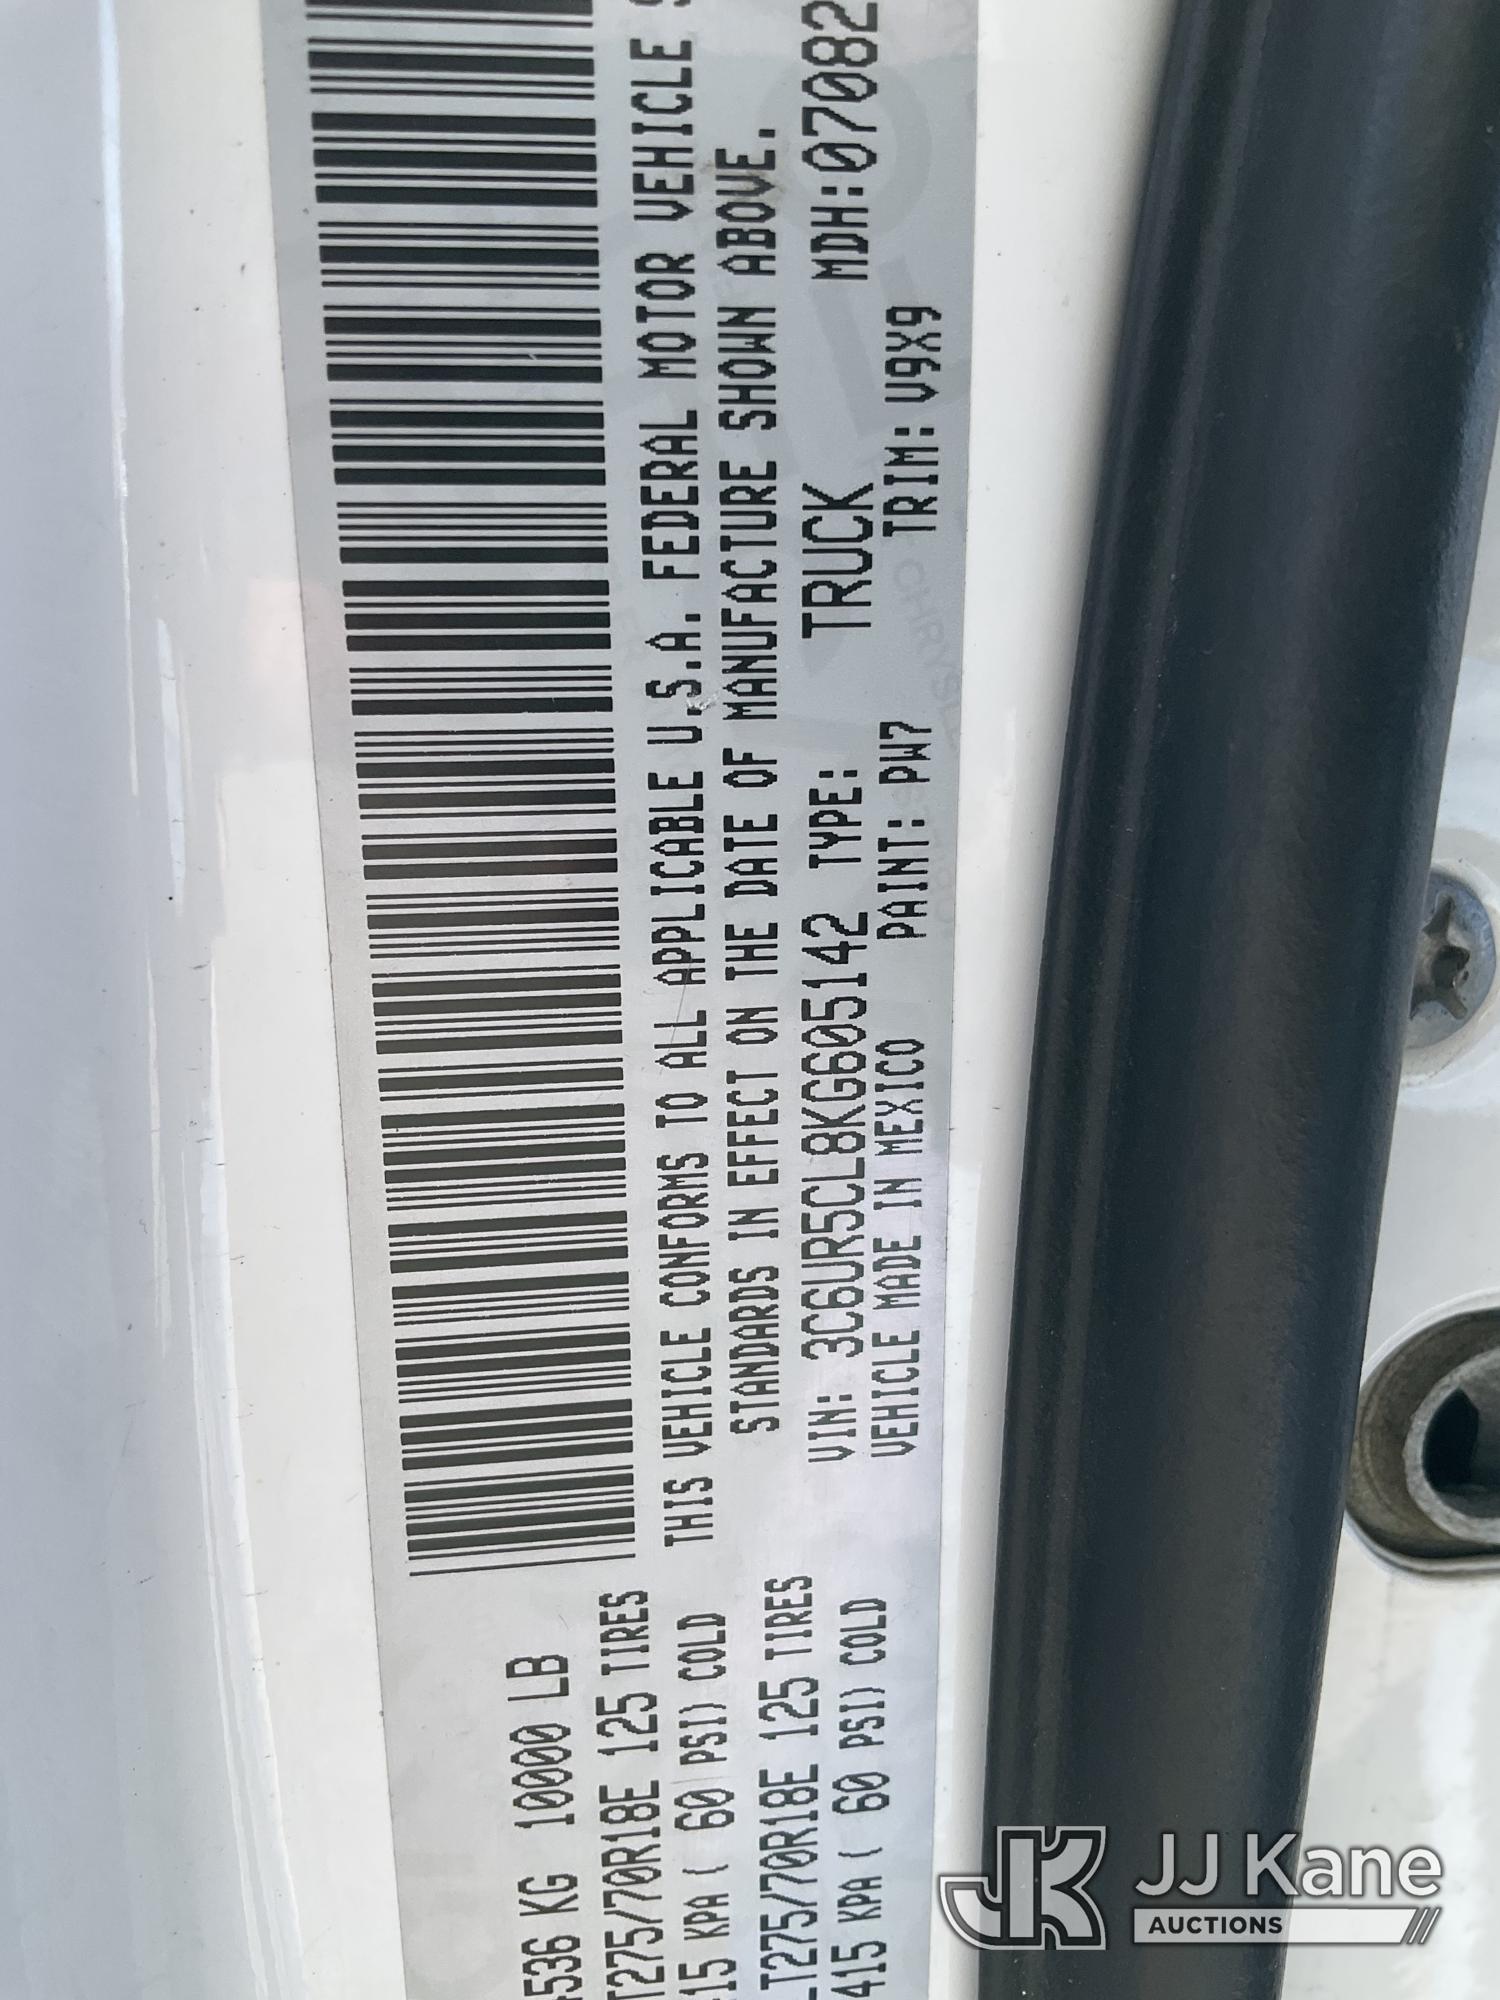 4536 KG 10000 LB
LT275/70R18E 125 TIRES
415 KPA ( 60 PSI) COLD
LT275/70R18E 125 TIRES
415 KPA ( 60 PSI) COLD
THIS VEHICLE CONFORMS TO ALL APPLICABLE U.S.A. FEDERAL MOTOR VEHICLE S
STANDARDS IN EFFECT ON THE DATE OF MANUFACTURE SHOWN ABOVE.
VIN: 3C6UR5CL8KG605142 TYPE: TRUCK MDH:07082
VEHICLE MADE IN MEXICO PAINT: PW7 TRIM: V9X9
CHRYSLER
JK JJ Kane
AUCTIONS